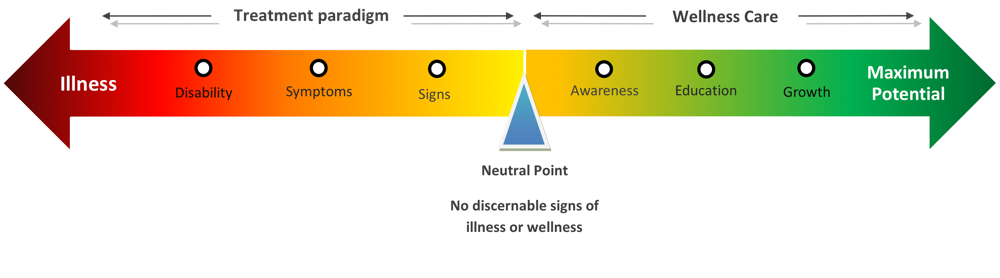 Treatment paradigm
Wellness Care
Illness
Disability
Symptoms
Signs
Awareness
Education
Growth
Maximum
Potential
Neutral Point
No discernable signs of
illness or wellness